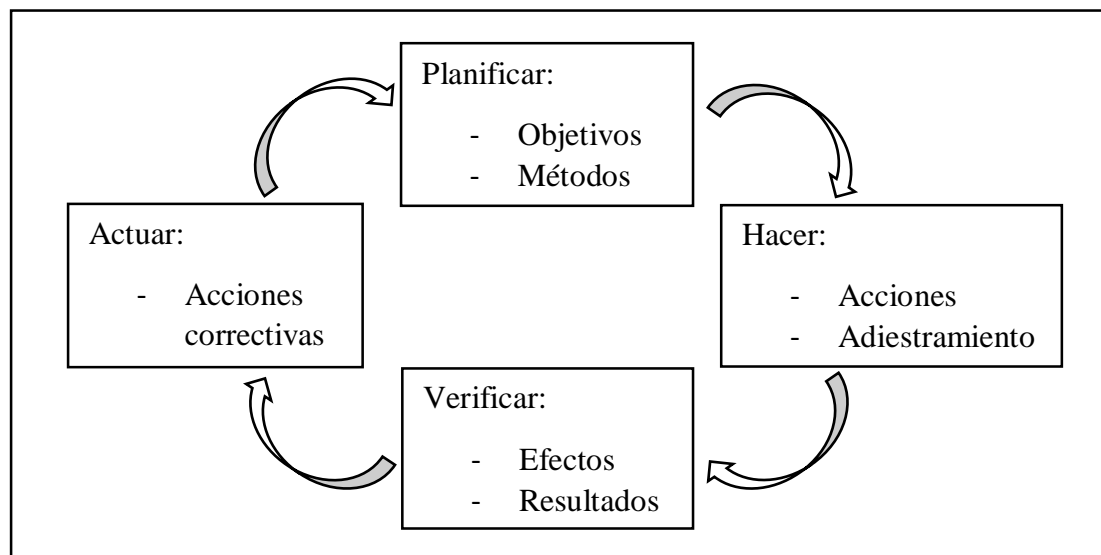 Planificar:
- Objetivos
- Métodos
Hacer:
- Acciones
- Adiestramiento
Verificar:
- Efectos
- Resultados
Actuar:
- Acciones
correctivas